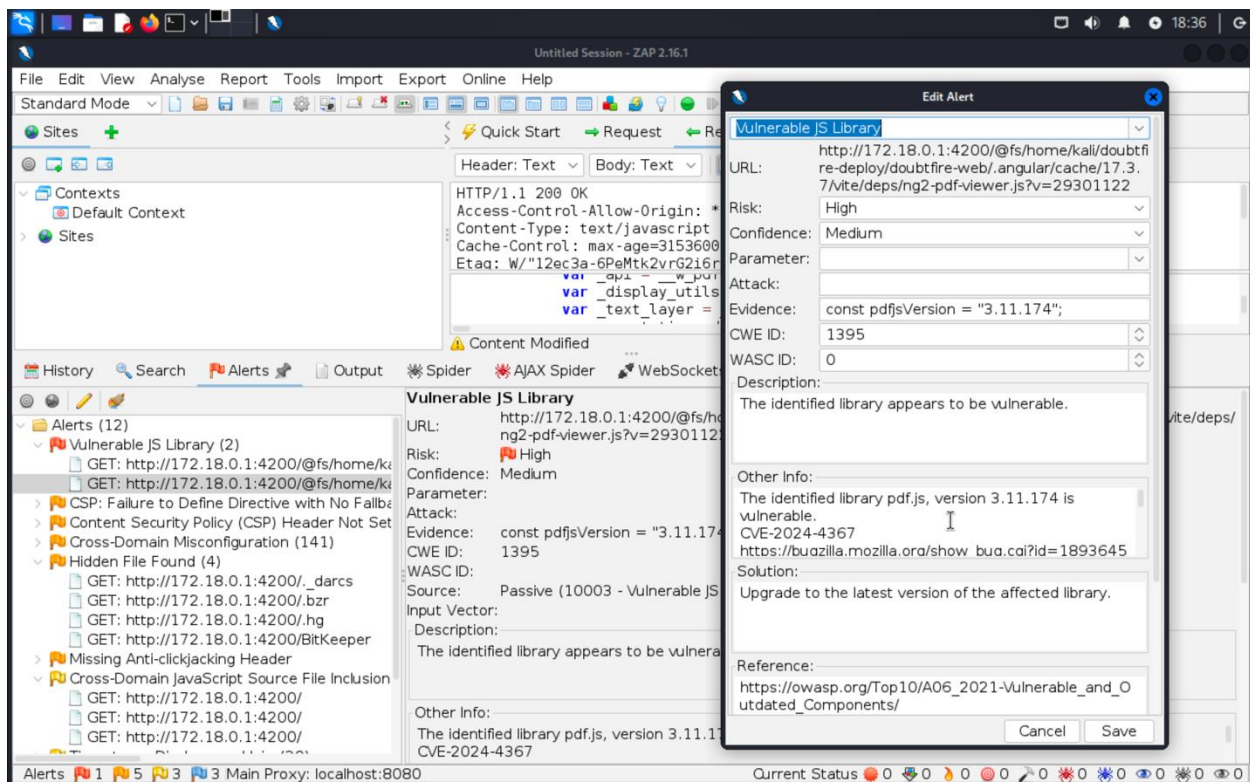 18:36
Untitled Session - ZAP 2.16.1
File Edit View Analyse Report Tools Import Export Online Help
Standard Mode
Sites
Quick Start Request
Header: Text Body: Text
Contexts
Default Context
Sites
HTTP/1.1 200 OK
Access-Control-Allow-Origin: *
Content-Type: text/javascript
Cache-Control: max-age=3153600
Etag: W/"12ec3a-6PeMtk2vrG2i6r
var _display_utils
var _text_layer =
Content Modified
History Search Alerts Output Spider AJAX Spider WebSocket
Alerts (12)
Vulnerable JS Library (2)
GET: http://172.18.0.1:4200/@fs/home/ka
GET: http://172.18.0.1:4200/@fs/home/ka
CSP: Failure to Define Directive with No Fallba
Content Security Policy (CSP) Header Not Set
Cross-Domain Misconfiguration (141)
Hidden File Found (4)
GET: http://172.18.0.1:4200/._darcs
GET: http://172.18.0.1:4200/.bzr
GET: http://172.18.0.1:4200/.hg
GET: http://172.18.0.1:4200/BitKeeper
Missing Anti-clickjacking Header
Cross-Domain JavaScript Source File Inclusion
GET: http://172.18.0.1:4200/
GET: http://172.18.0.1:4200/
GET: http://172.18.0.1:4200/
Vulnerable JS Library
URL: http://172.18.0.1:4200/@fs/ho
ng2-pdf-viewer.js?v=29301122
vite/deps/
Risk: High
Confidence: Medium
Parameter:
Attack:
Evidence: const pdfjsVersion = "3.11.174
CWE ID: 1395
WASC ID:
Source: Passive (10003 - Vulnerable JS
Input Vector:
Description:
The identified library appears to be vulnera
Other Info:
The identified library pdf.js, version 3.11.17
CVE-2024-4367
Edit Alert
Vulnerable JS Library
URL: http://172.18.0.1:4200/@fs/home/kali/doubtfi
re-deploy/doubtfire-web/.angular/cache/17.3.
7/vite/deps/ng2-pdf-viewer.js?v=29301122
Risk: High
Confidence: Medium
Parameter:
Attack:
Evidence: const pdfjsVersion = "3.11.174";
CWE ID: 1395
WASC ID: 0
Description:
The identified library appears to be vulnerable.
Other Info:
The identified library pdf.js, version 3.11.174 is
vulnerable.
CVE-2024-4367
https://bugzilla.mozilla.org/show_bug.cgi?id=1893645
Solution:
Upgrade to the latest version of the affected library.
Reference:
https://owasp.org/Top10/A06_2021-Vulnerable_and_O
utdated_Components/
Cancel Save
Alerts 1 5 3 3 Main Proxy: localhost:8080 Current Status 0 0 0 0 0 0 0 0 0 0